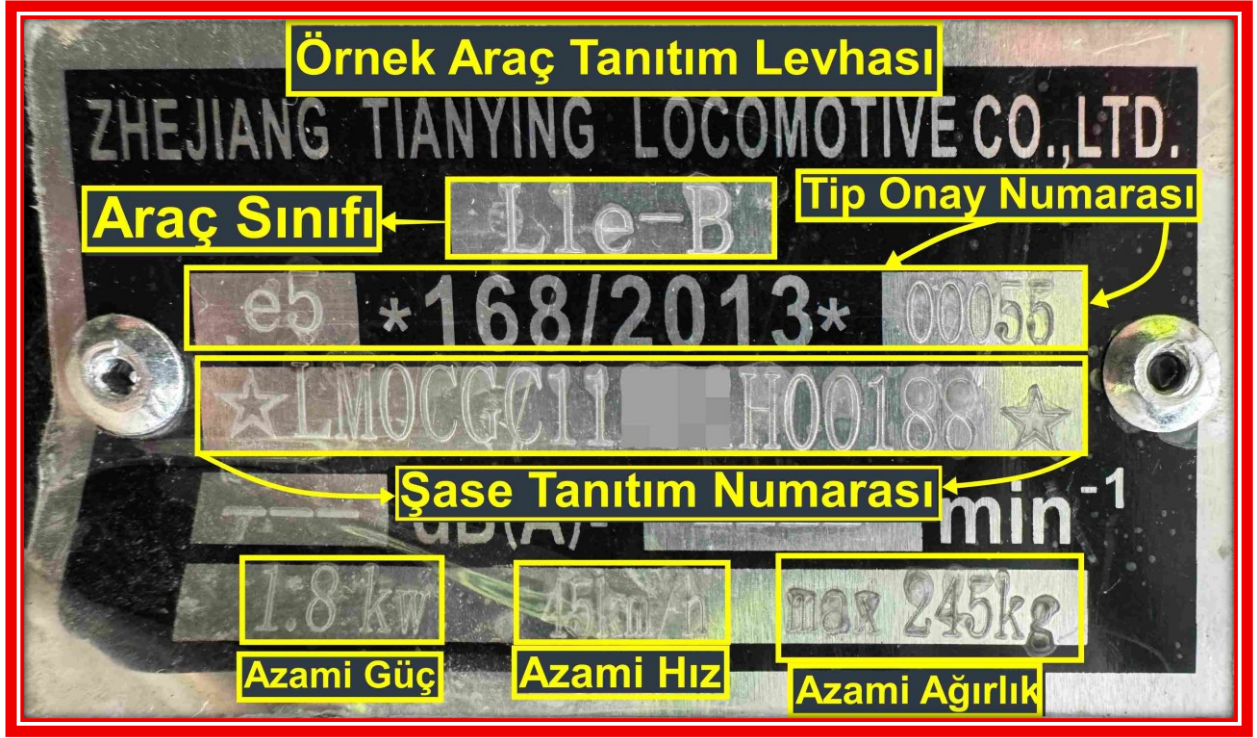 Örnek Araç Tanıtım Levhası
ZHEJIANG TIANYING LOCOMOTIVE CO.,LTD.
Araç Sınıfı
L1e-B
Tip Onay Numarası
e5 *168/2013* 00055
☆LM0CGC11 H00188☆
Şase Tanıtım Numarası
--- dB(A)- min⁻¹
1.8 kw 45km/h max 245kg
Azami Güç Azami Hız Azami Ağırlık